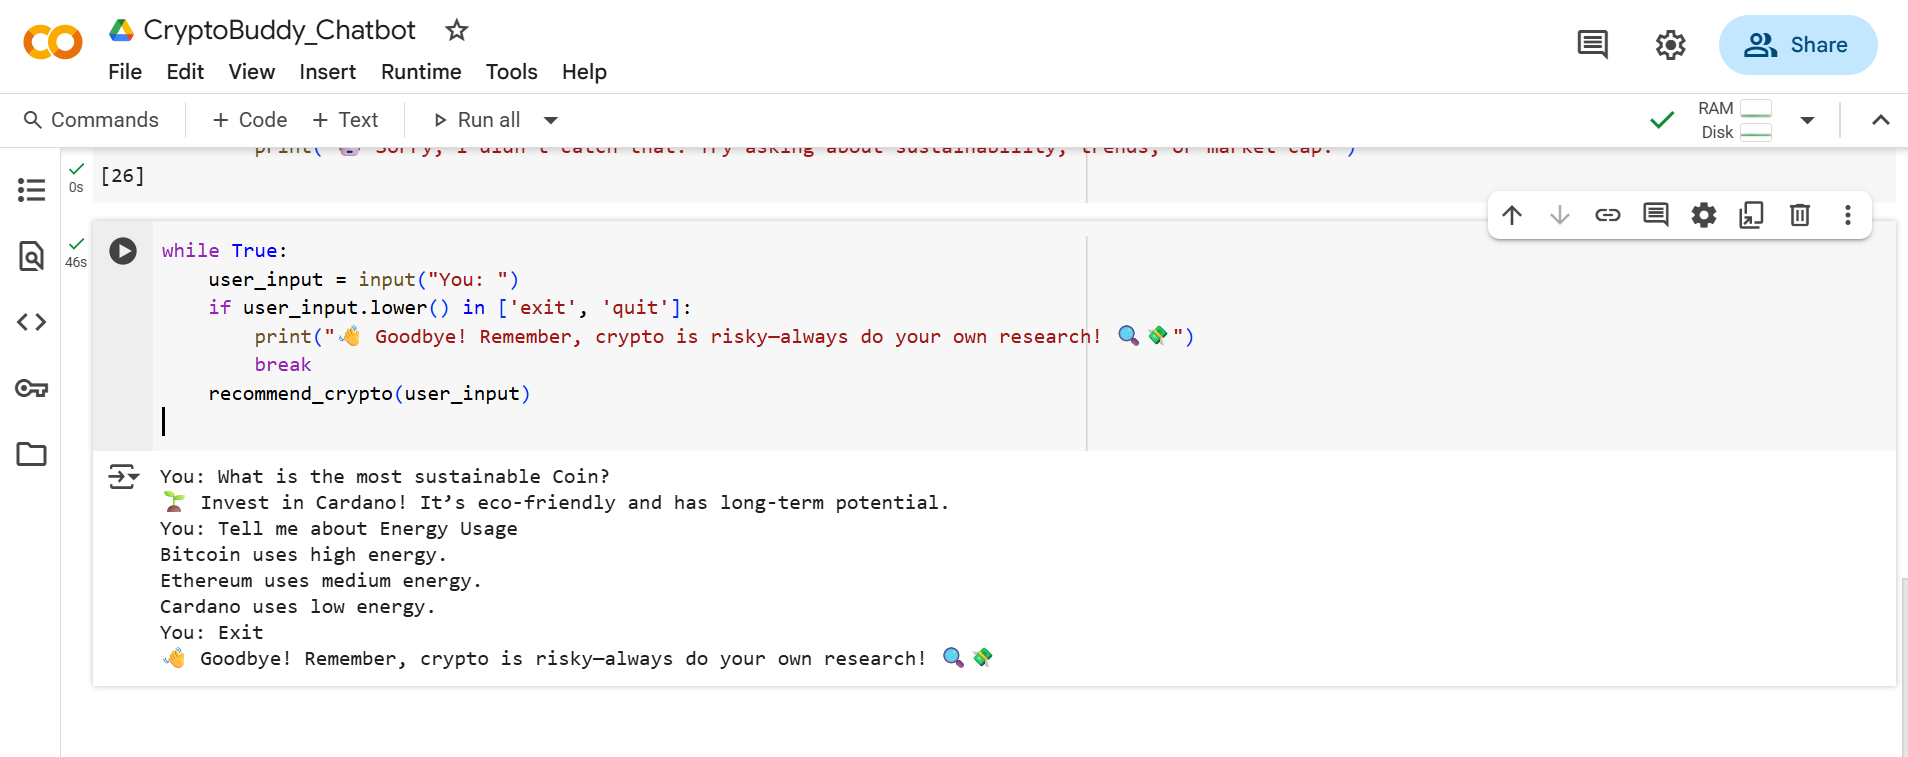 CryptoBuddy_Chatbot
File Edit View Insert Runtime Tools Help
Share
Commands + Code + Text Run all
RAM
Disk
print("🤖 Sorry, I didn't catch that. Try asking about sustainability, trends, or market cap.")
0s
[26]
46s
while True:
    user_input = input("You: ")
    if user_input.lower() in ['exit', 'quit']:
        print("👋 Goodbye! Remember, crypto is risky—always do your own research! 🔍💸")
        break
    recommend_crypto(user_input)
You: What is the most sustainable Coin?
🌱 Invest in Cardano! It’s eco-friendly and has long-term potential.
You: Tell me about Energy Usage
Bitcoin uses high energy.
Ethereum uses medium energy.
Cardano uses low energy.
You: Exit
👋 Goodbye! Remember, crypto is risky—always do your own research! 🔍💸